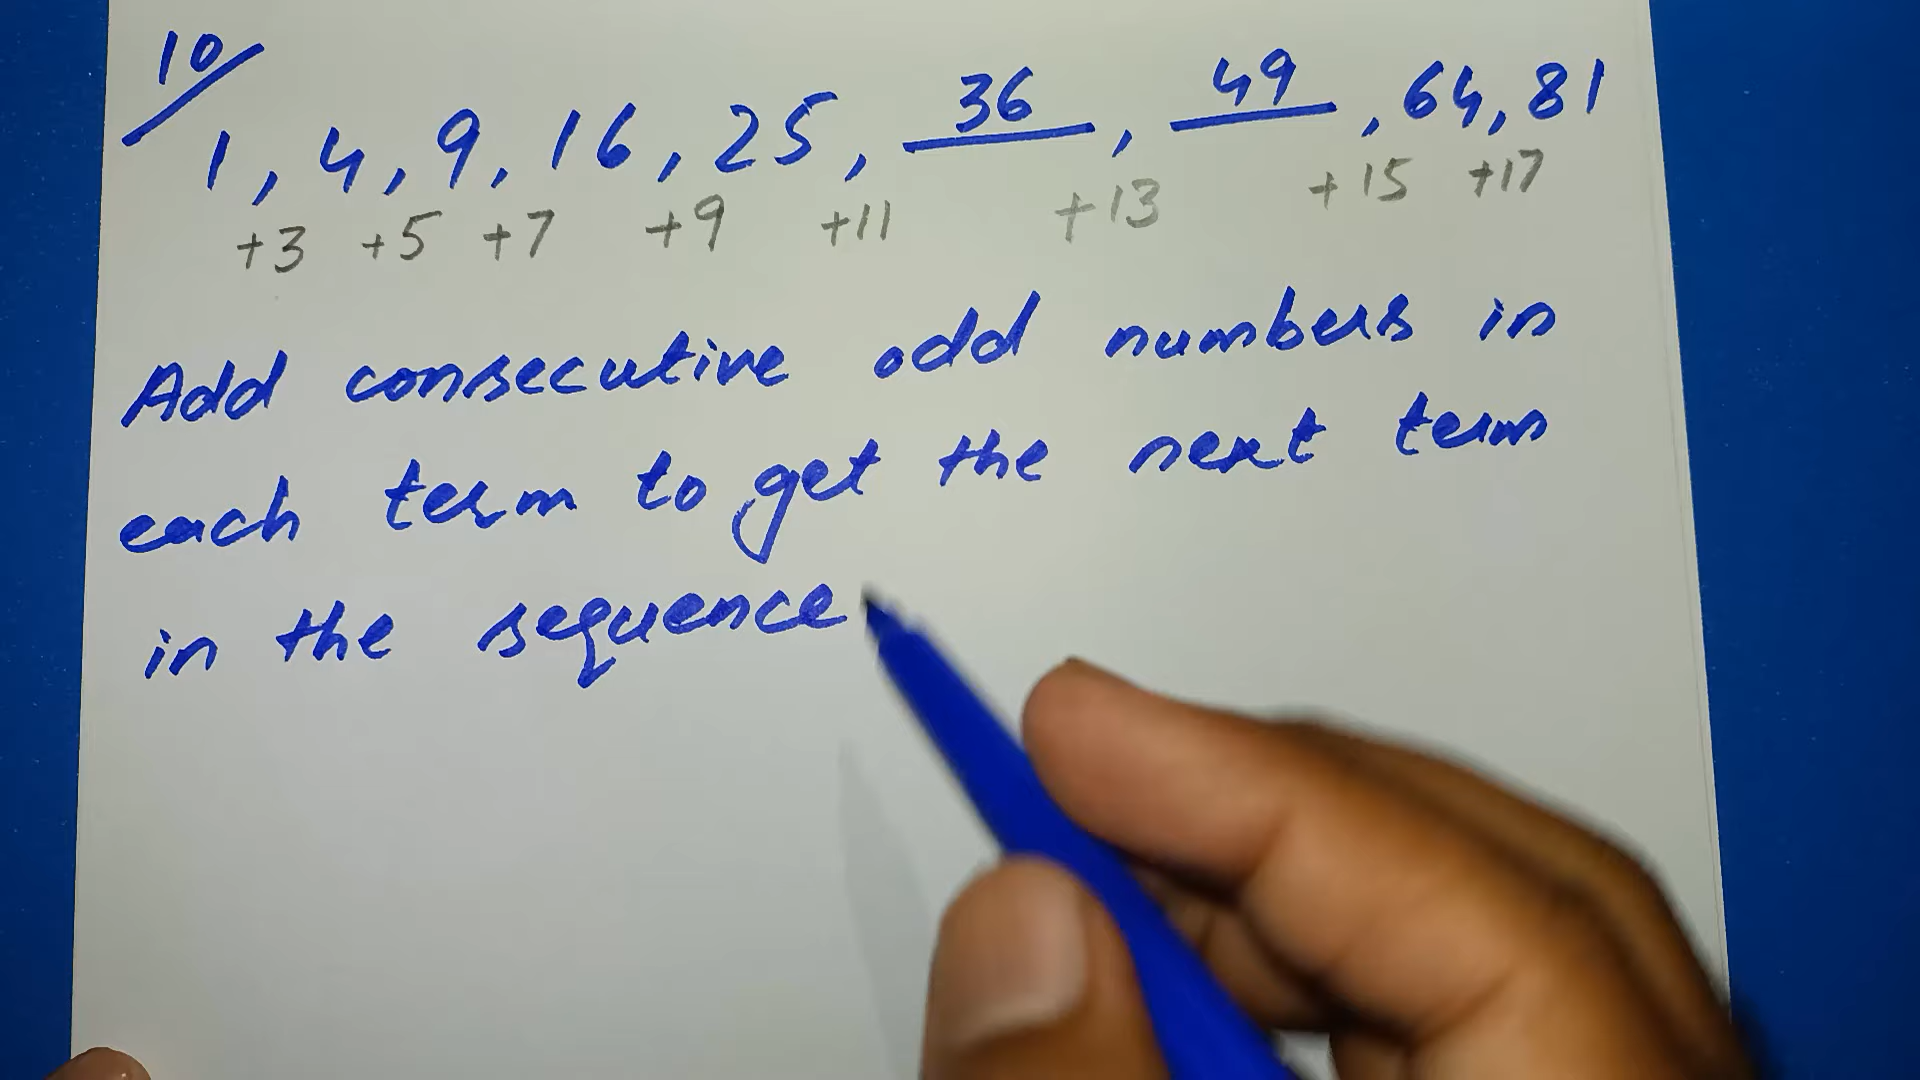 10/
1, 4, 9, 16, 25, 36, 49, 64, 81
+3 +5 +7 +9 +11 +13 +15 +17
Add consecutive odd numbers in
each term to get the next term
in the sequence